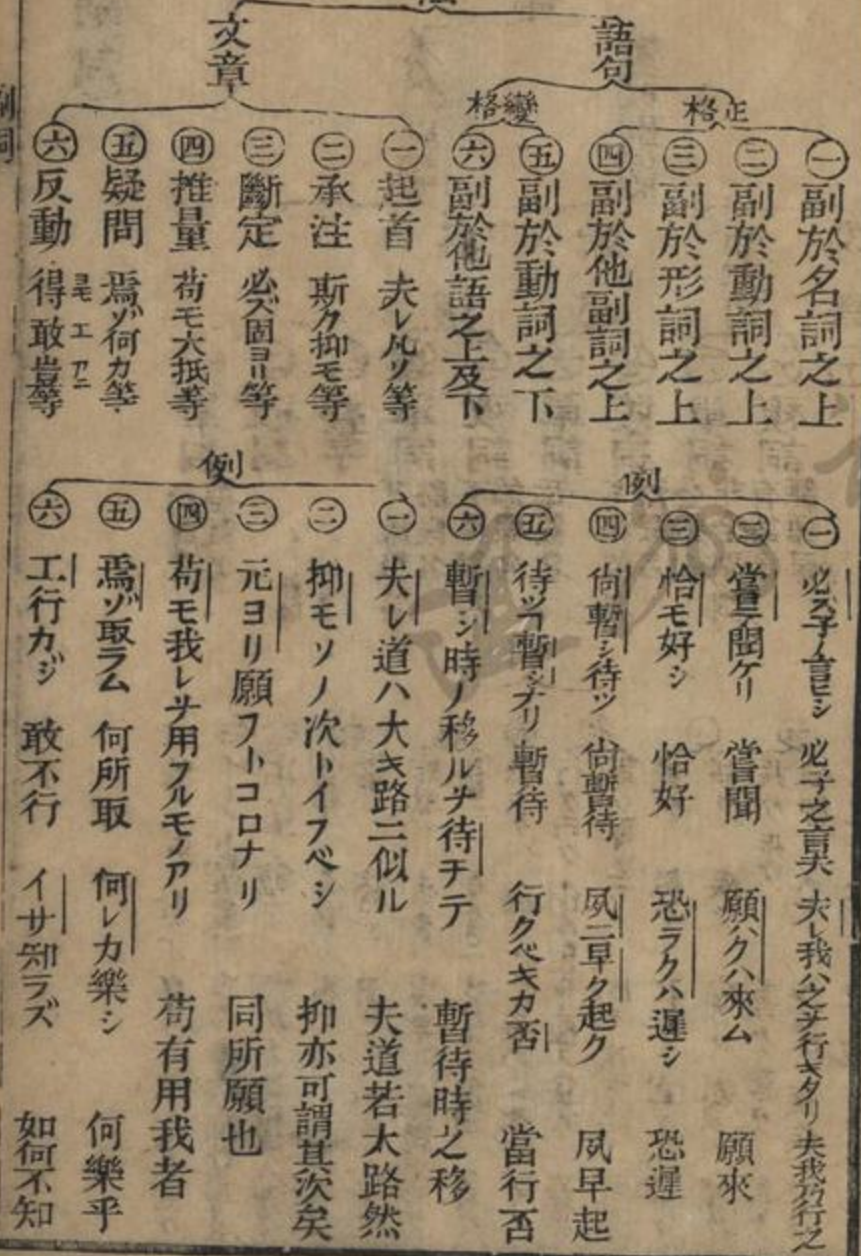 語句
正格
㊀副於名詞之上
㊁副於動詞之上
㊂副於形詞之上
㊃副於他副詞之上
變格
㊄副於動詞之下
㊅副於他語之上及下
文章
㊀起首 夫レ凡ソ等
㊁承注 斯ク抑モ等
㊂斷定 必ズ固ヨリ等
㊃推量 苟モ大抵等
㊄疑問 焉ゾ何カ等
㊅反動 得敢豈等
ヨモ エ アニ
副詞
例
㊀必ズ子ノ言ヒシ 必子之言矣 夫レ我乃之ヲ行キタリ 夫我乃行之
㊁嘗テ聞ケリ 嘗聞 願ハクハ來ム 願來
㊂恰モ好シ 恰好 恐ラクハ遲シ 恐遲
㊃尙暫シ待ツ 尙暫待 夙ニ早ク起ク 夙早起
㊄待ツコト暫シナリ 暫待 行クベキカ否 當行否
㊅暫シ時ノ移ルヲ待チテ 暫待時之移
例
㊀夫レ道ハ大キ路ニ似ル 夫道若大路然
㊁抑モソノ次トイフベシ 抑亦可謂其次矣
㊂元ヨリ願フトコロナリ 同所願也
㊃苟モ我レヲ用フルモノアリ 苟有用我者
㊄焉ゾ取ラム 何所取 何レカ樂シ 何樂乎
㊅工行カジ 敢不行 イサ知ラズ 如何不知